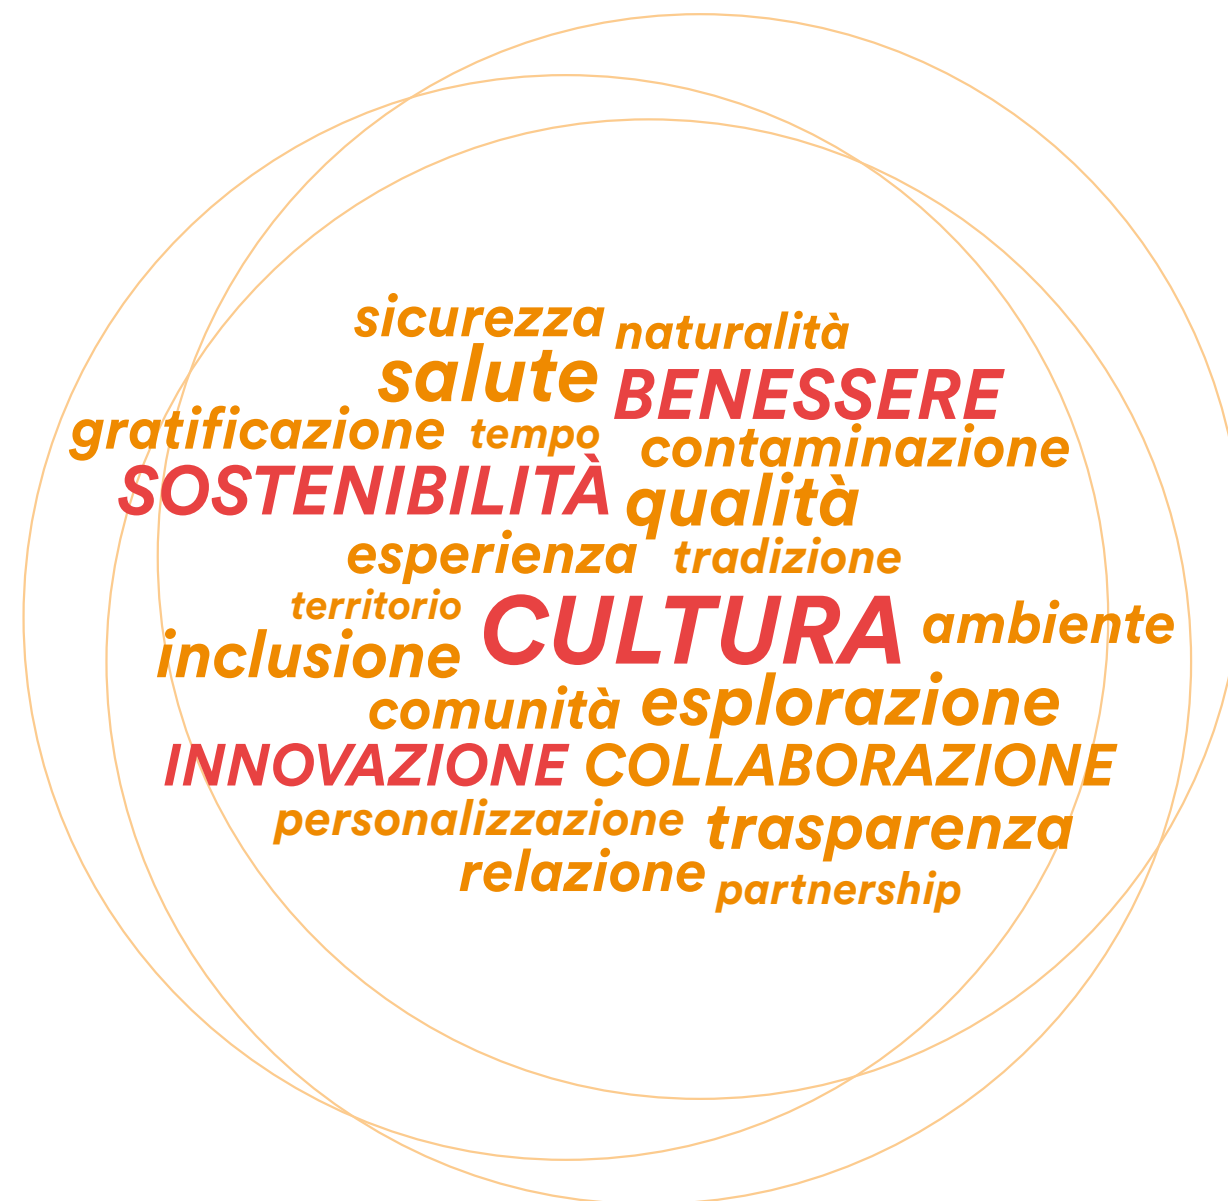 sicurezza naturalità
salute BENESSERE
gratificazione tempo contaminazione
SOSTENIBILITÀ qualità
esperienza tradizione
territorio CULTURA ambiente
inclusione
comunità esplorazione
INNOVAZIONE COLLABORAZIONE
personalizzazione trasparenza
relazione partnership